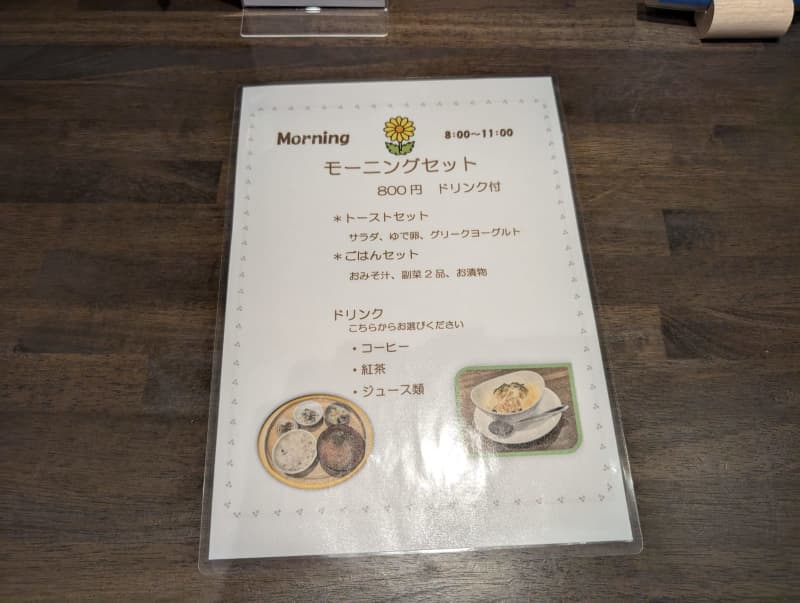 Morning 8:00～11:00
モーニングセット
800円 ドリンク付
＊トーストセット
サラダ、ゆで卵、グリークヨーグルト
＊ごはんセット
おみそ汁、副菜２品、お漬物
ドリンク
こちらからお選びください
・コーヒー
・紅茶
・ジュース類